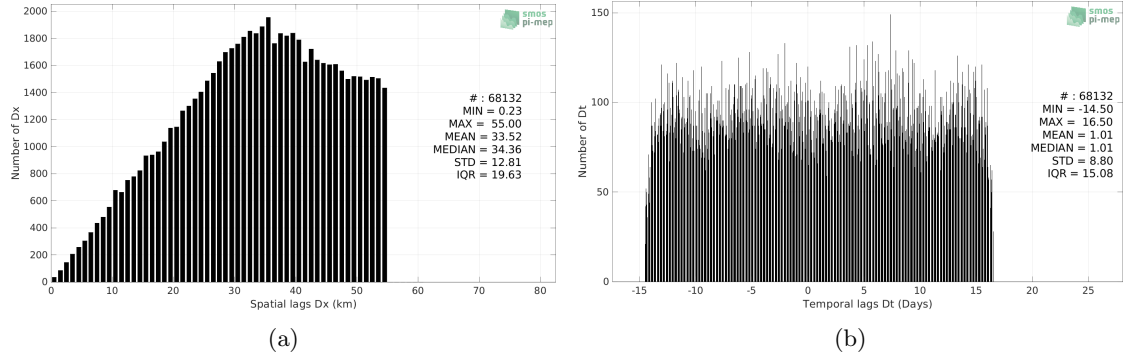 2000
1800
1600
1400
1200
1000
800
600
400
200
0
Number of Dx
0 10 20 30 40 50 60 70 80
Spatial lags Dx (km)
smos
pi-mep
# : 68132
MIN = 0.23
MAX = 55.00
MEAN = 33.52
MEDIAN = 34.36
STD = 12.81
IQR = 19.63
(a)
150
100
50
0
Number of Dt
-15 -10 -5 0 5 10 15 20 25
Temporal lags Dt (Days)
smos
pi-mep
# : 68132
MIN = -14.50
MAX = 16.50
MEAN = 1.01
MEDIAN = 1.01
STD = 8.80
IQR = 15.08
(b)